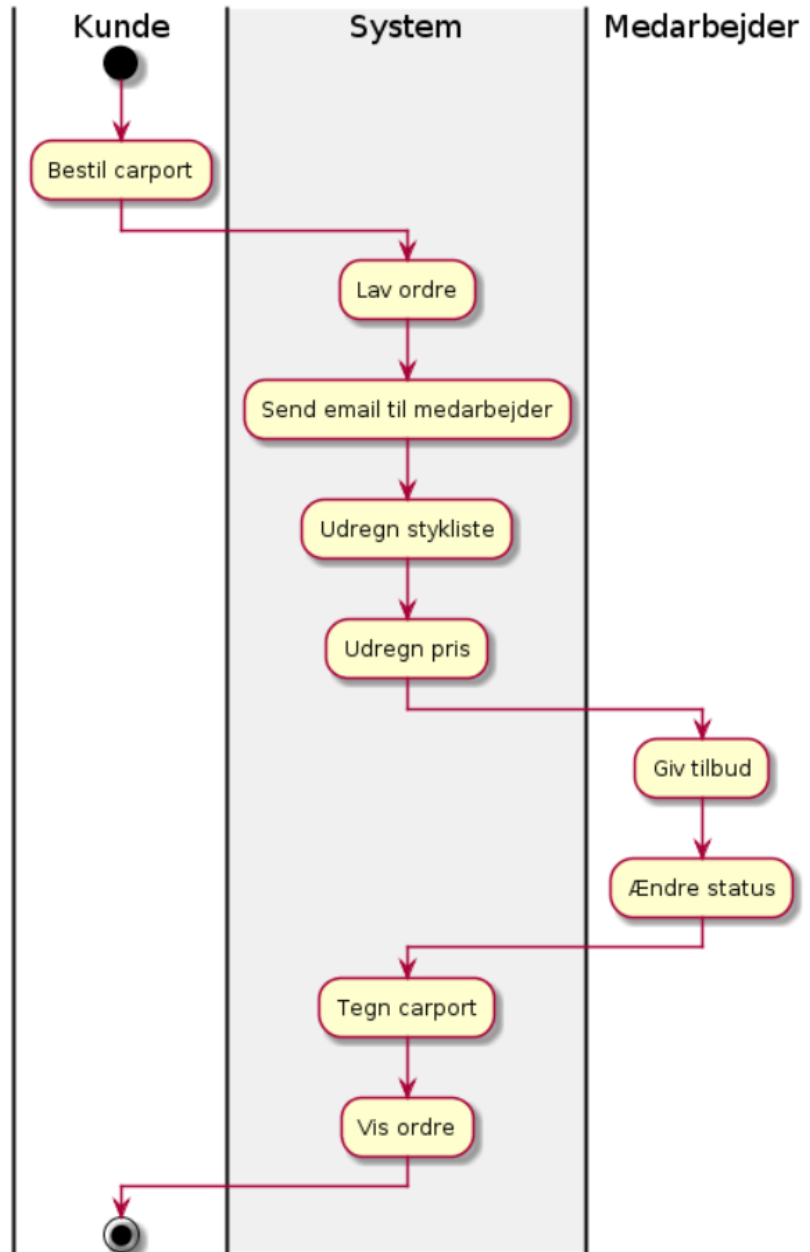 Kunde
System
Medarbejder
Bestil carport
Lav ordre
Send email til medarbejder
Udregn stykliste
Udregn pris
Giv tilbud
Ændre status
Tegn carport
Vis ordre